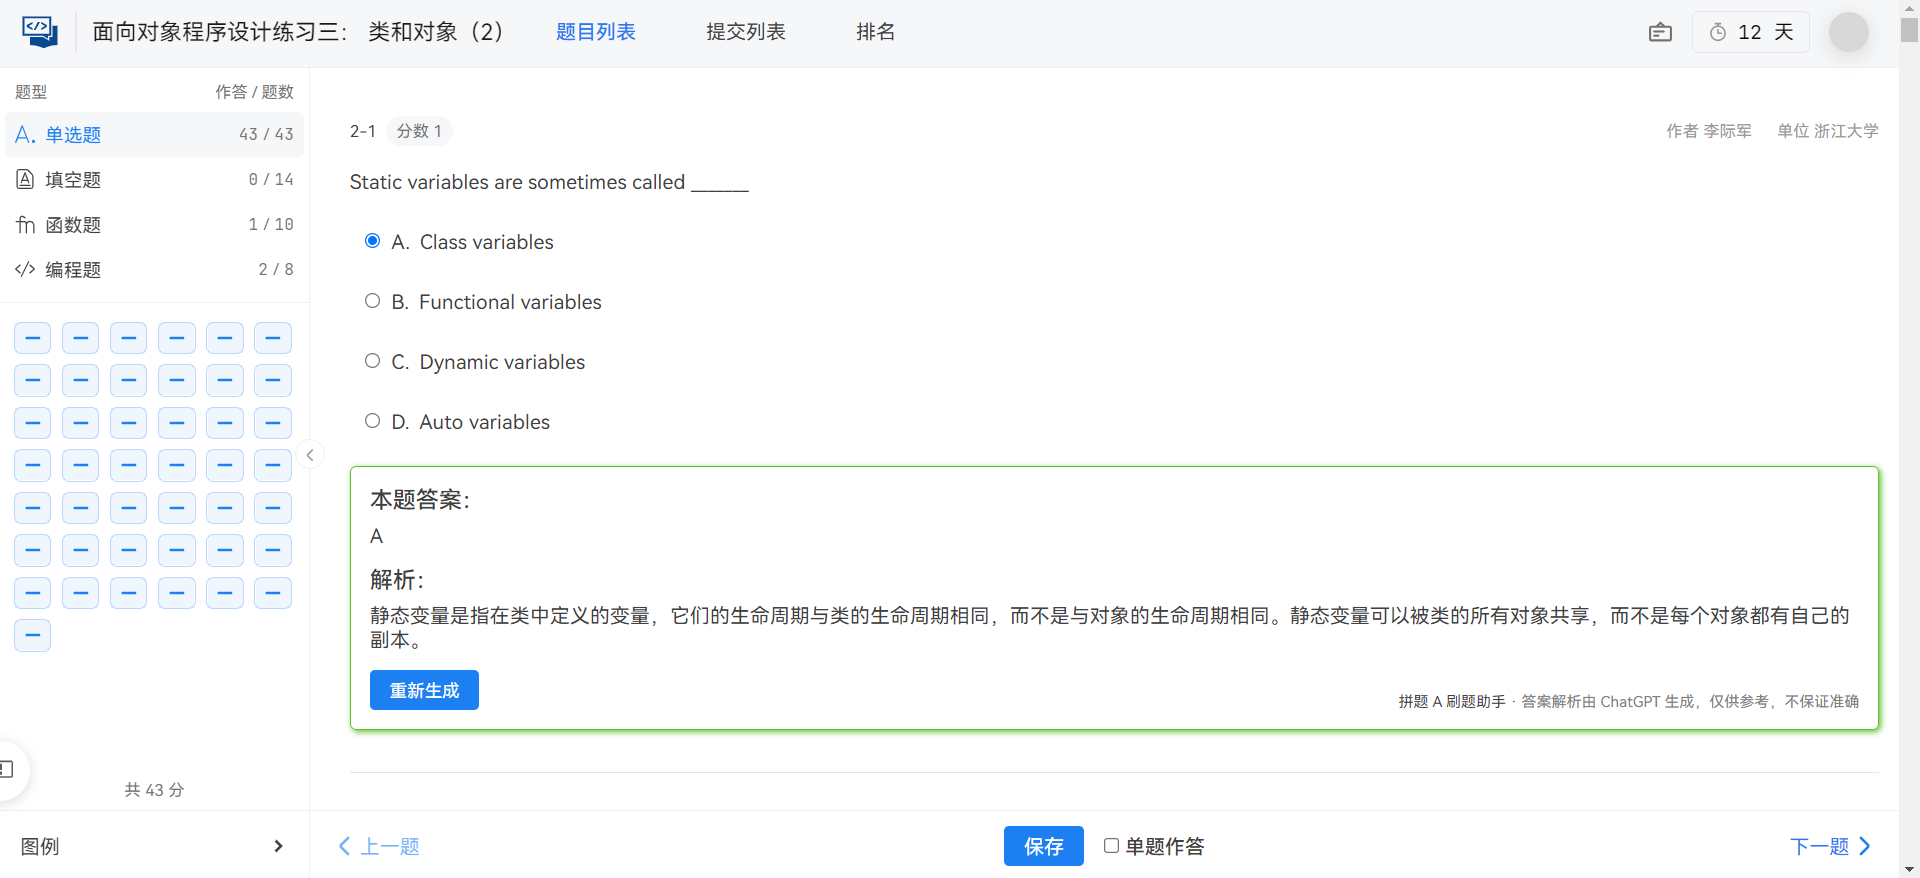 面向对象程序设计练习三： 类和对象（2）
题目列表
提交列表
排名
12 天
题型
作答 / 题数
A. 单选题
43 / 43
填空题
0 / 14
fn 函数题
1 / 10
</> 编程题
2 / 8
共 43 分
图例
2-1 分数 1
作者 李际军
单位 浙江大学
Static variables are sometimes called ______
A. Class variables
B. Functional variables
C. Dynamic variables
D. Auto variables
本题答案：
A
解析：
静态变量是指在类中定义的变量，它们的生命周期与类的生命周期相同，而不是与对象的生命周期相同。静态变量可以被类的所有对象共享，而不是每个对象都有自己的
副本。
重新生成
拼题 A 刷题助手 · 答案解析由 ChatGPT 生成，仅供参考，不保证准确
上一题
保存
单题作答
下一题